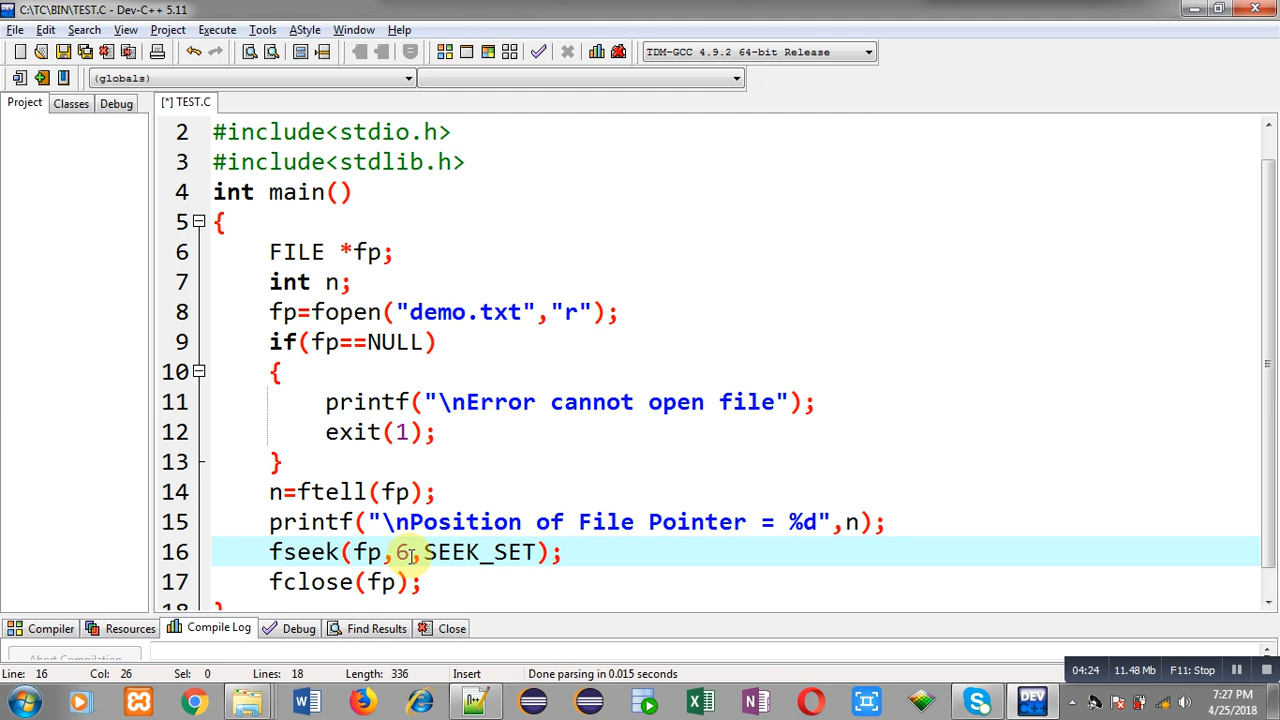 C:\TC\BIN\TEST.C - Dev-C++ 5.11
File Edit Search View Project Execute Tools AStyle Window Help
TDM-GCC 4.9.2 64-bit Release
(globals)
Project Classes Debug [*] TEST.C
2 #include<stdio.h>
3 #include<stdlib.h>
4 int main()
5 {
6 FILE *fp;
7 int n;
8 fp=fopen("demo.txt","r");
9 if(fp==NULL)
10 {
11 printf("\nError cannot open file");
12 exit(1);
13 }
14 n=ftell(fp);
15 printf("\nPosition of File Pointer = %d",n);
16 fseek(fp,6,SEEK_SET);
17 fclose(fp);
18 }
Compiler Resources Compile Log Debug Find Results Close
Abort Compilation
Line: 16 Col: 26 Sel: 0 Lines: 18 Length: 336 Insert Done parsing in 0.015 seconds
04:24 11.48 Mb F11: Stop
DEV
7:27 PM
4/25/2018